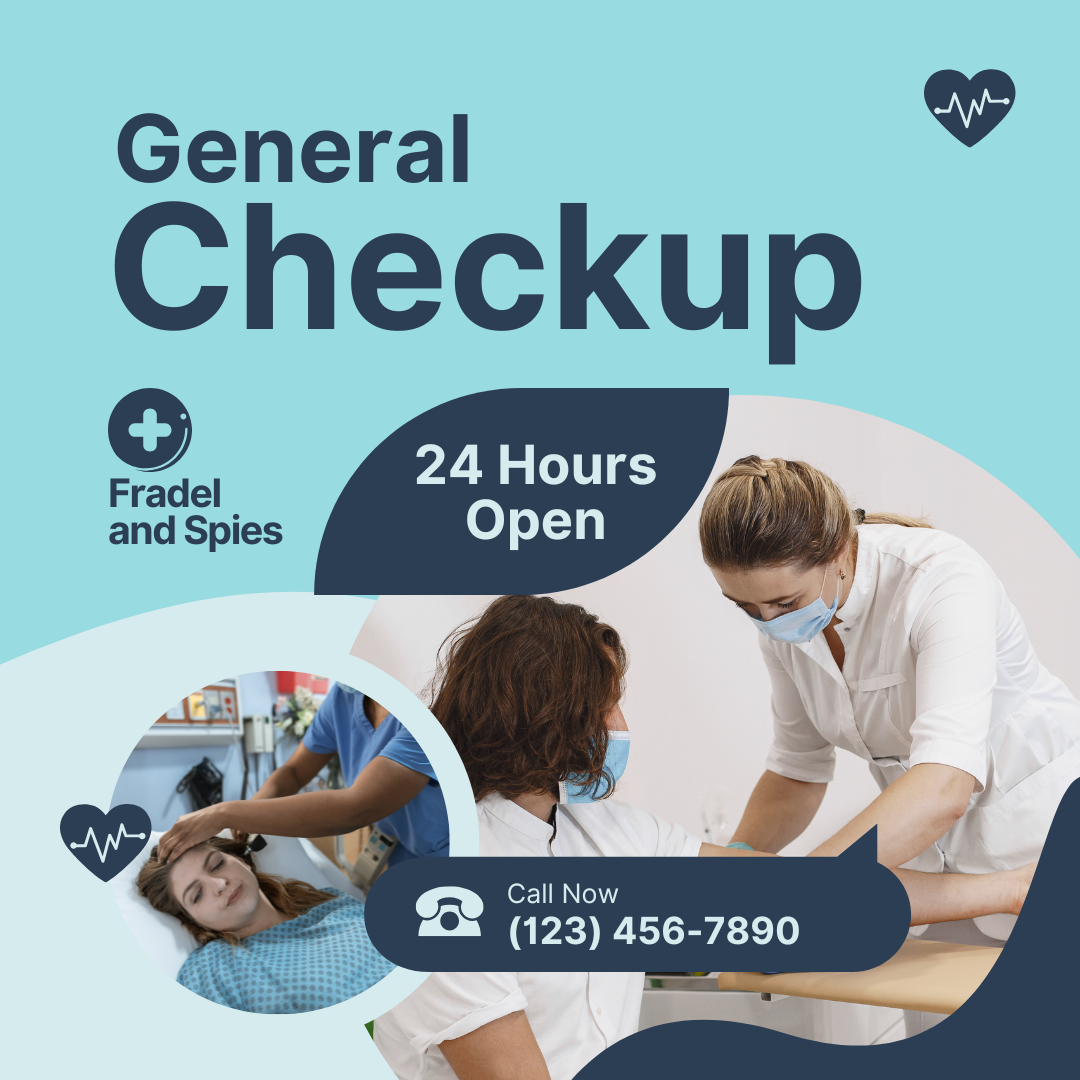 General
Checkup
Fradel
and Spies
24 Hours
Open
Call Now
(123) 456-7890